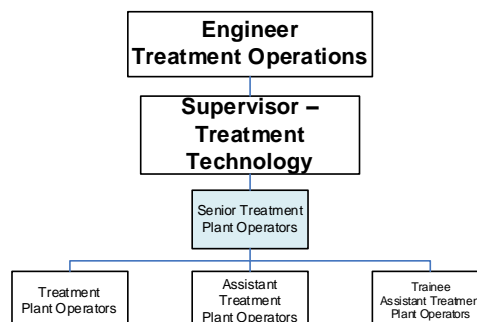 Engineer
Treatment Operations
Supervisor –
Treatment
Technology
Senior Treatment
Plant Operators
Treatment
Plant Operators
Assistant
Treatment
Plant Operators
Trainee
Assistant Treatment
Plant Operators